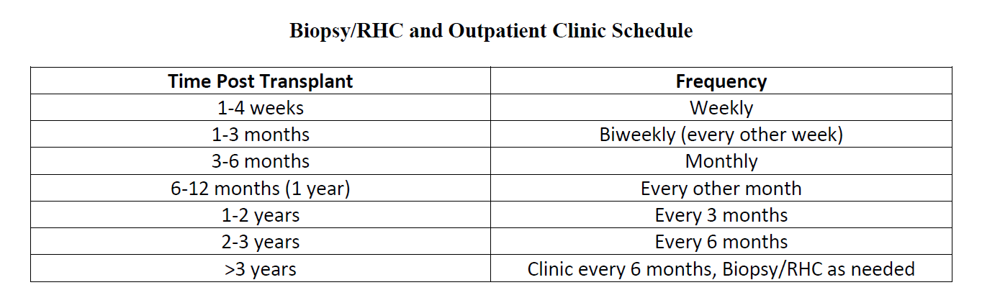 Biopsy/RHC and Outpatient Clinic Schedule
Time Post Transplant Frequency
1-4 weeks Weekly
1-3 months Biweekly (every other week)
3-6 months Monthly
6-12 months (1 year) Every other month
1-2 years Every 3 months
2-3 years Every 6 months
>3 years Clinic every 6 months, Biopsy/RHC as needed